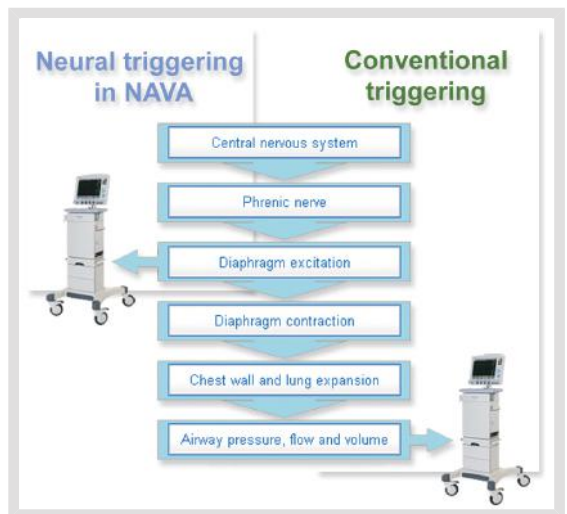 Neural triggering
in NAVA
Conventional
triggering
Central nervous system
Phrenic nerve
Diaphragm excitation
Diaphragm contraction
Chest wall and lung expansion
Airway pressure, flow and volume